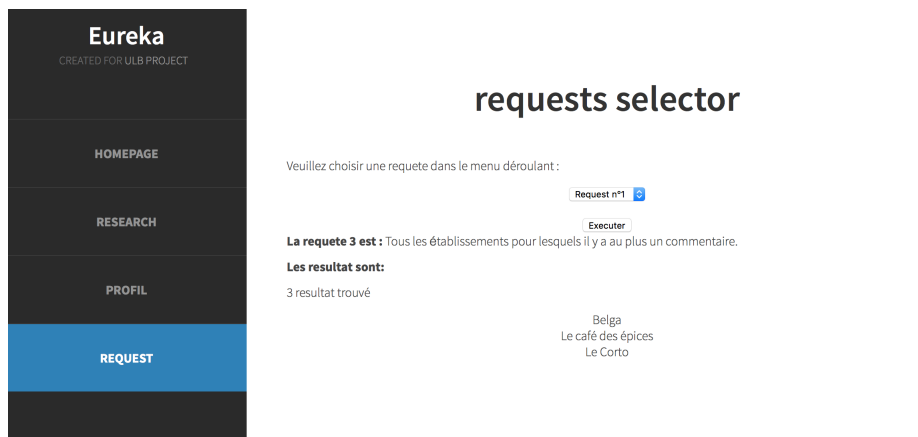 Eureka
CREATED FOR ULB PROJECT
HOMEPAGE
RESEARCH
PROFIL
REQUEST
requests selector
Veuillez choisir une requete dans le menu déroulant :
Request n°1
Executer
La requete 3 est : Tous les établissements pour lesquels il y a au plus un commentaire.
Les resultat sont:
3 resultat trouvé
Belga
Le café des épices
Le Corto